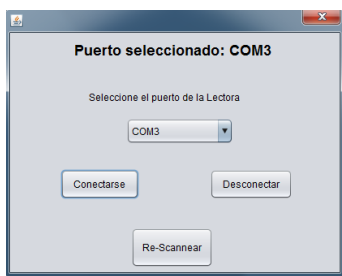 Puerto seleccionado: COM3
Seleccione el puerto de la Lectora
COM3
Conectarse
Desconectar
Re-Scannear